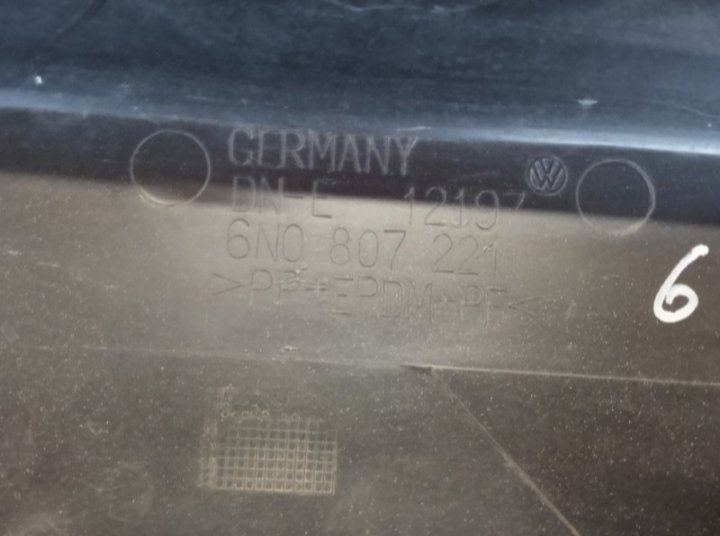 GERMANY
DN-E 12197
6N0 807 221
>PP+EPDM-PF<
6